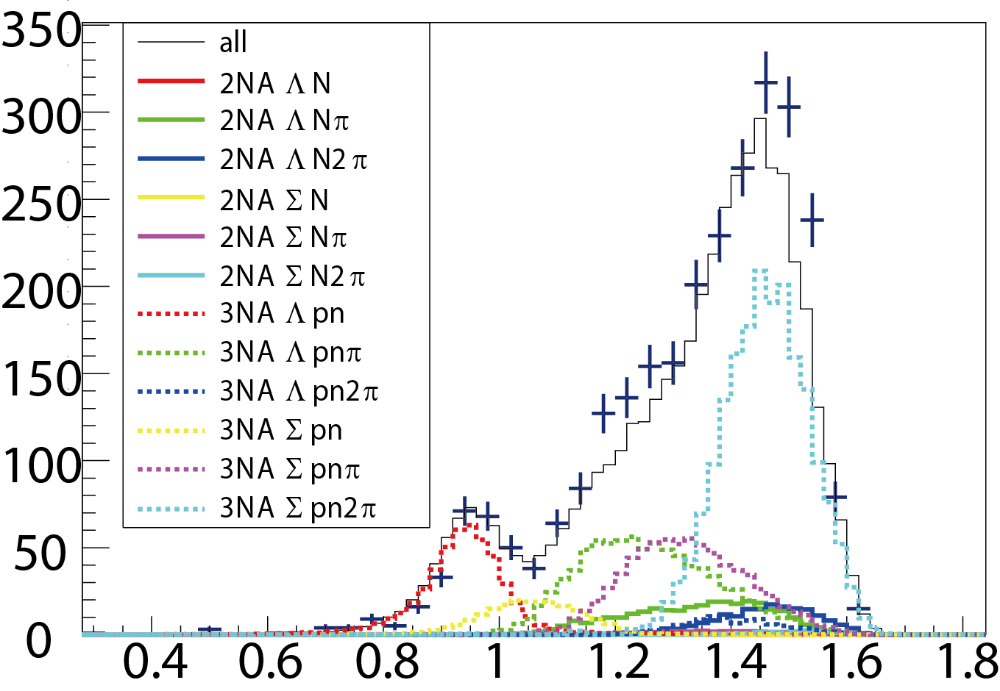 350
300
250
200
150
100
50
0
all
2NA Λ N
2NA Λ Nπ
2NA Λ N2π
2NA Σ N
2NA Σ Nπ
2NA Σ N2π
3NA Λ pn
3NA Λ pnπ
3NA Λ pn2π
3NA Σ pn
3NA Σ pnπ
3NA Σ pn2π
0.4 0.6 0.8 1 1.2 1.4 1.6 1.8